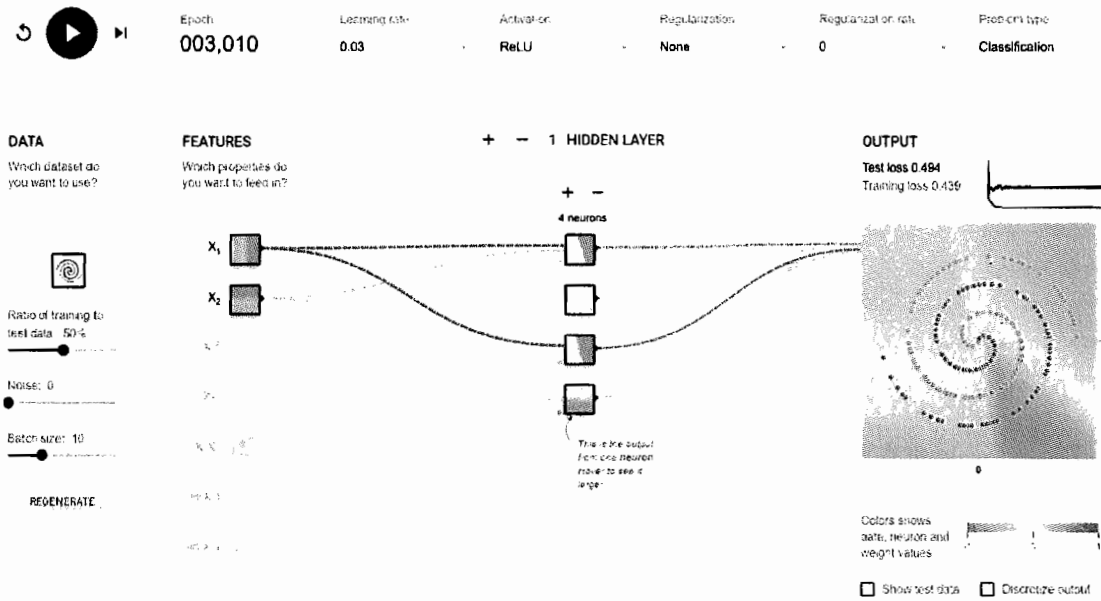 Epoch
Learning rate
Activation
Regularization
Regularization rate
Problem type
003,010
0.03
ReLU
None
0
Classification
DATA
FEATURES
+ − 1 HIDDEN LAYER
OUTPUT
Which dataset do
you want to use?
Which properties do
you want to feed in?
Test loss 0.494
Training loss 0.439
+ −
4 neurons
X₁
X₂
Ratio of training to
test data: 50%
Noise: 0
Batch size: 10
REGENERATE
This is the output
from one neuron
Hover to see it
larger
0
Colors shows
data, neuron and
weight values
Show test data
Discretize output